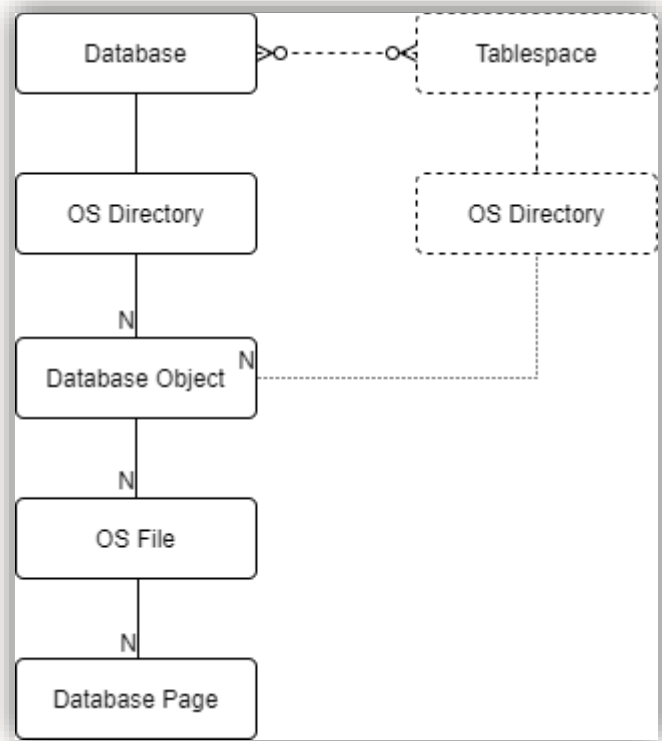 Database
Tablespace
OS Directory
OS Directory
N
Database Object
N
N
OS File
N
Database Page